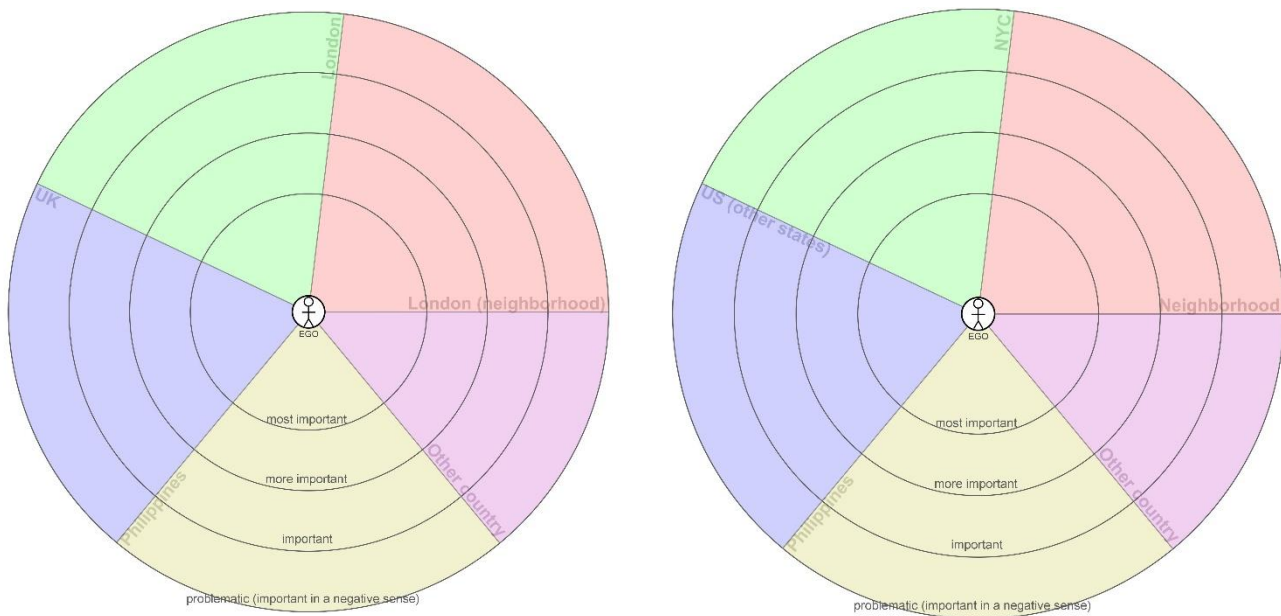 London
UK
London (neighborhood)
EGO
most important
more important
important
Philippines
Other country
problematic (important in a negative sense)
NYC
US (other states)
Neighborhood
EGO
most important
more important
important
Philippines
Other country
problematic (important in a negative sense)